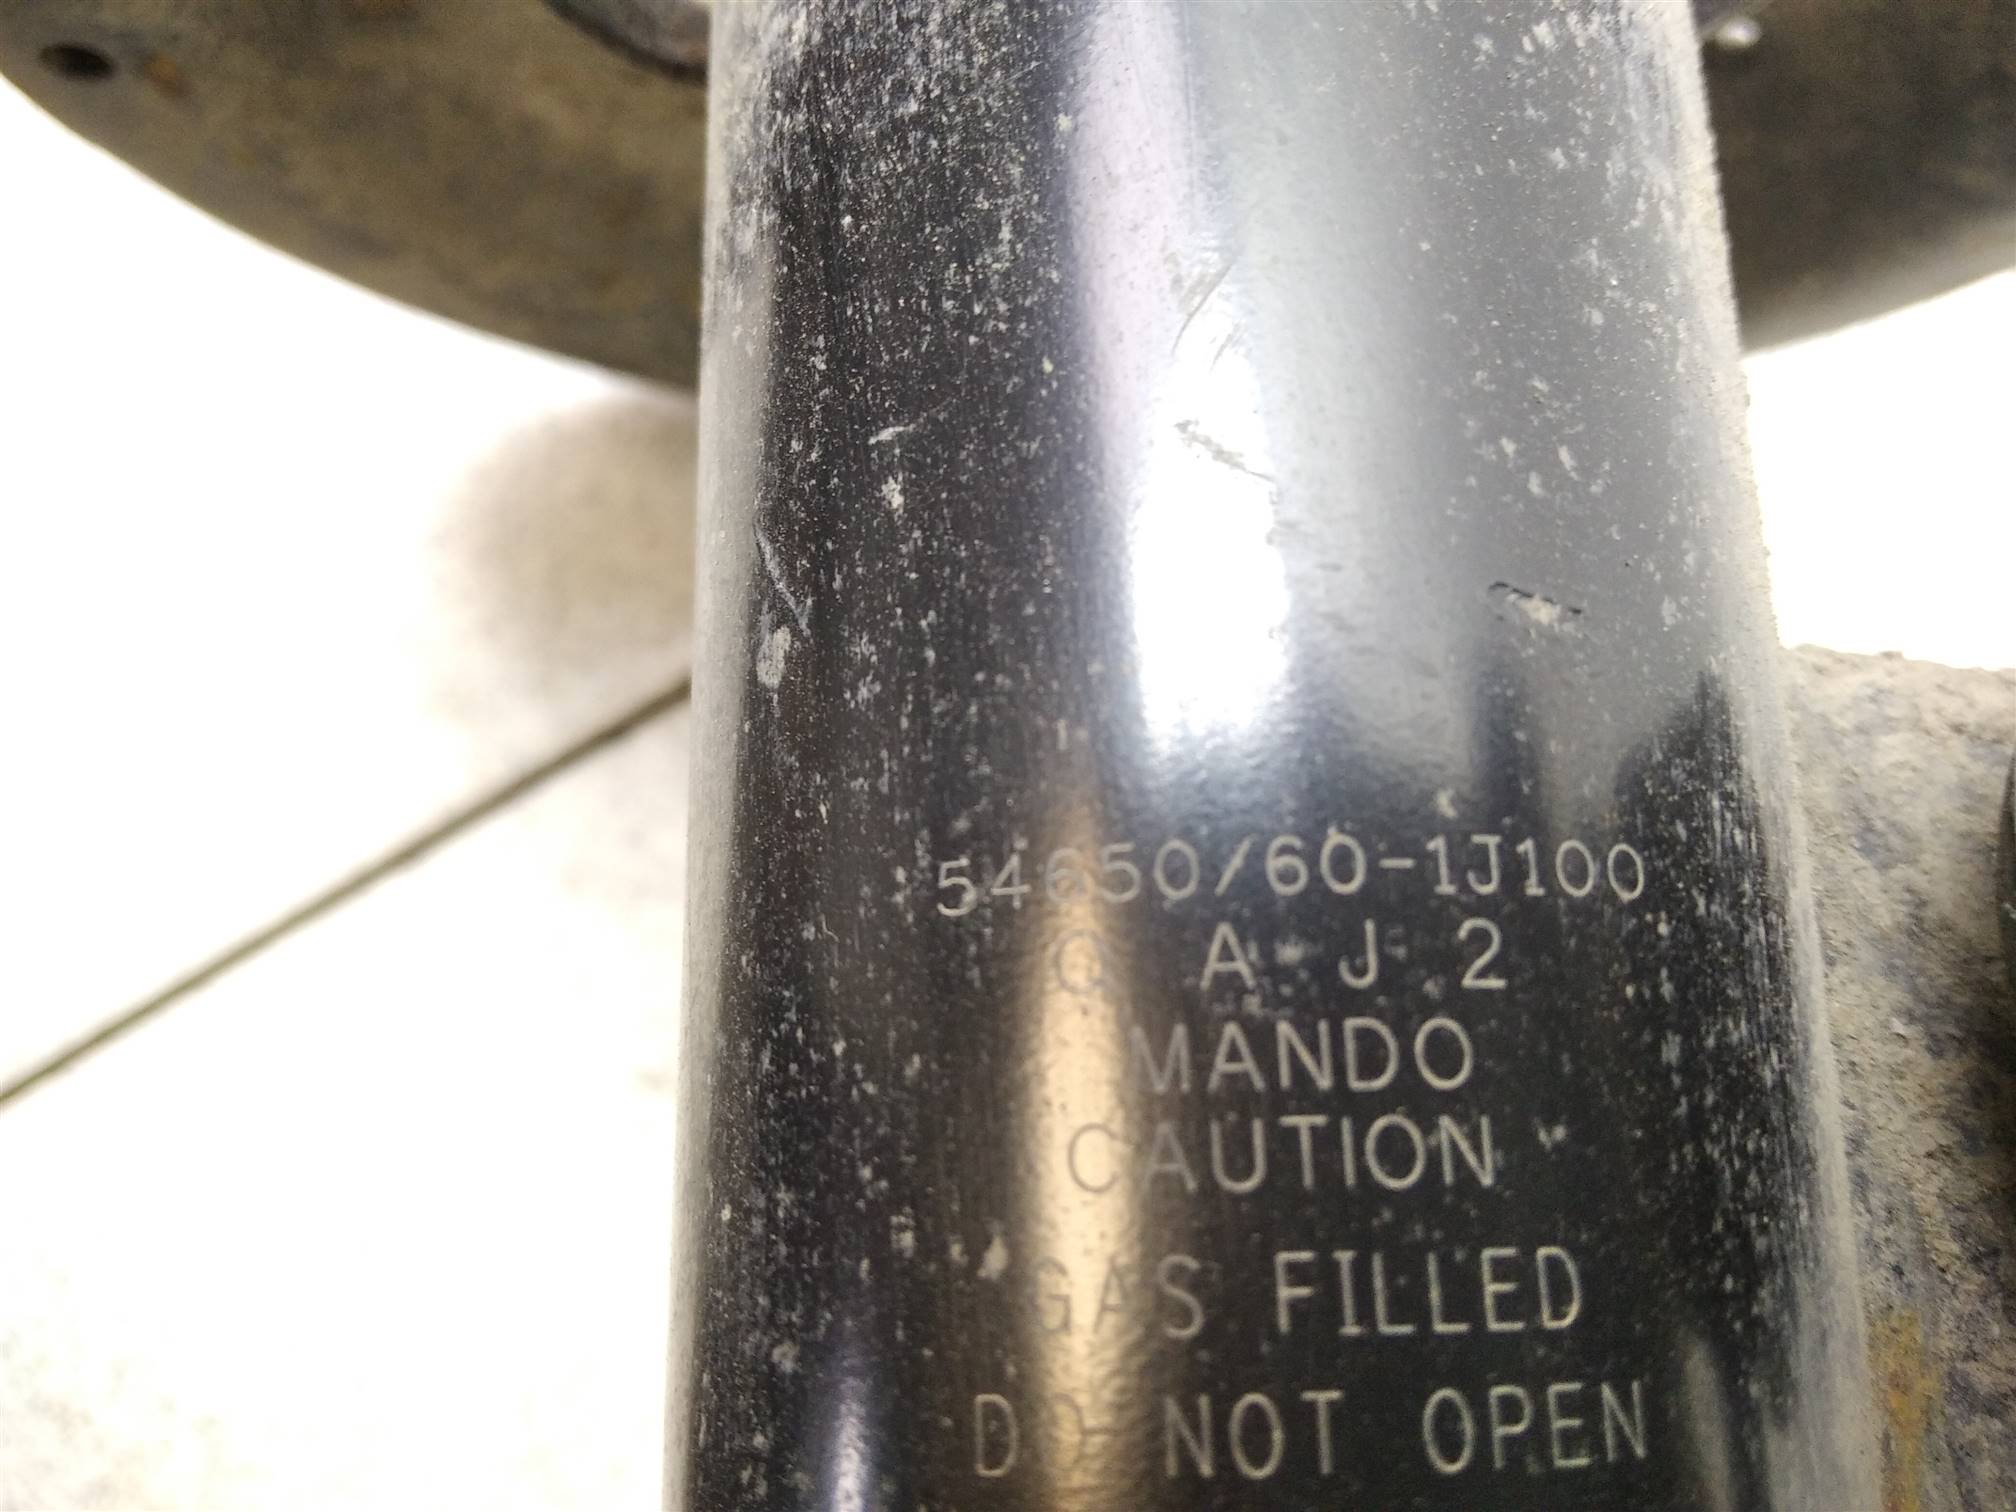 54650/60-1J100
Q A J 2
MANDO
CAUTION
GAS FILLED
DO NOT OPEN